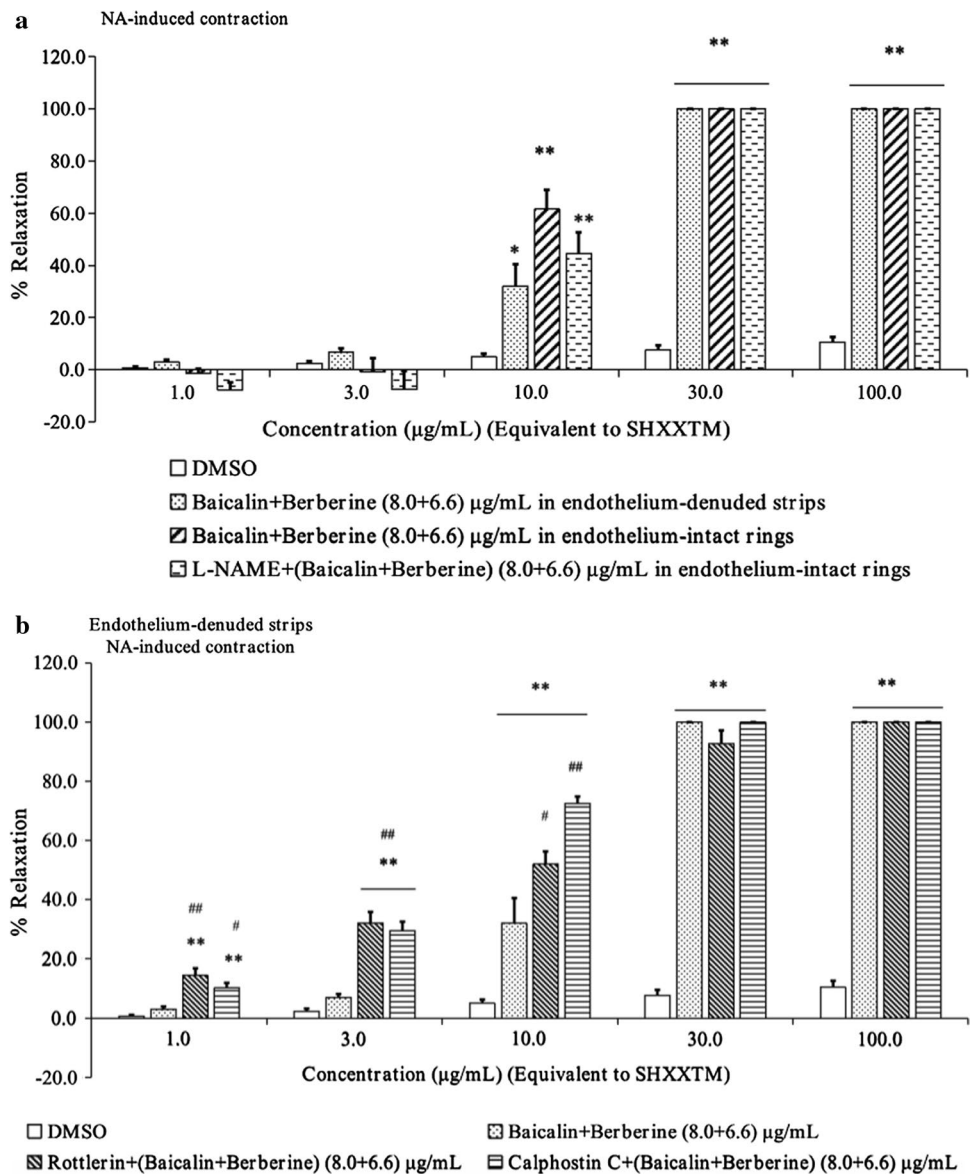 a
NA-induced contraction
120.0
**
**
100.0
80.0
**
60.0
**
*
40.0
20.0
0.0
-20.0
% Relaxation
1.0
3.0
10.0
30.0
100.0
Concentration (μg/mL) (Equivalent to SHXXTM)
DMSO
Baicalin+Berberine (8.0+6.6) μg/mL in endothelium-denuded strips
Baicalin+Berberine (8.0+6.6) μg/mL in endothelium-intact rings
L-NAME+(Baicalin+Berberine) (8.0+6.6) μg/mL in endothelium-intact rings
b
Endothelium-denuded strips
NA-induced contraction
120.0
**
**
**
100.0
80.0
##
#
60.0
##
**
40.0
##
#
**
**
20.0
0.0
-20.0
% Relaxation
1.0
3.0
10.0
30.0
100.0
Concentration (μg/mL) (Equivalent to SHXXTM)
DMSO
Baicalin+Berberine (8.0+6.6) μg/mL
Rottlerin+(Baicalin+Berberine) (8.0+6.6) μg/mL
Calphostin C+(Baicalin+Berberine) (8.0+6.6) μg/mL